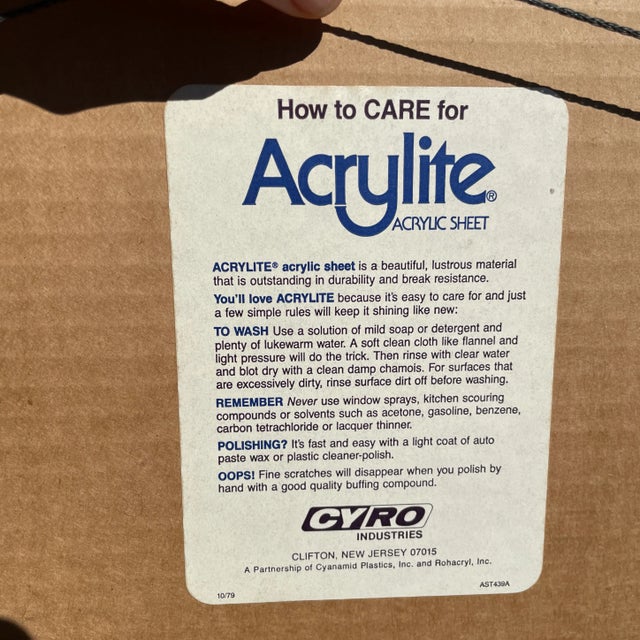 How to CARE for
Acrylite®
ACRYLIC SHEET
ACRYLITE® acrylic sheet is a beautiful, lustrous material
that is outstanding in durability and break resistance.
You'll love ACRYLITE because it's easy to care for and just
a few simple rules will keep it shining like new:
TO WASH Use a solution of mild soap or detergent and
plenty of lukewarm water. A soft clean cloth like flannel and
light pressure will do the trick. Then rinse with clear water
and blot dry with a clean damp chamois. For surfaces that
are excessively dirty, rinse surface dirt off before washing.
REMEMBER Never use window sprays, kitchen scouring
compounds or solvents such as acetone, gasoline, benzene,
carbon tetrachloride or lacquer thinner.
POLISHING? It's fast and easy with a light coat of auto
paste wax or plastic cleaner-polish.
OOPS! Fine scratches will disappear when you polish by
hand with a good quality buffing compound.
CYRO
INDUSTRIES
CLIFTON, NEW JERSEY 07015
A Partnership of Cyanamid Plastics, Inc. and Rohacryl, Inc.
10/79
AST439A